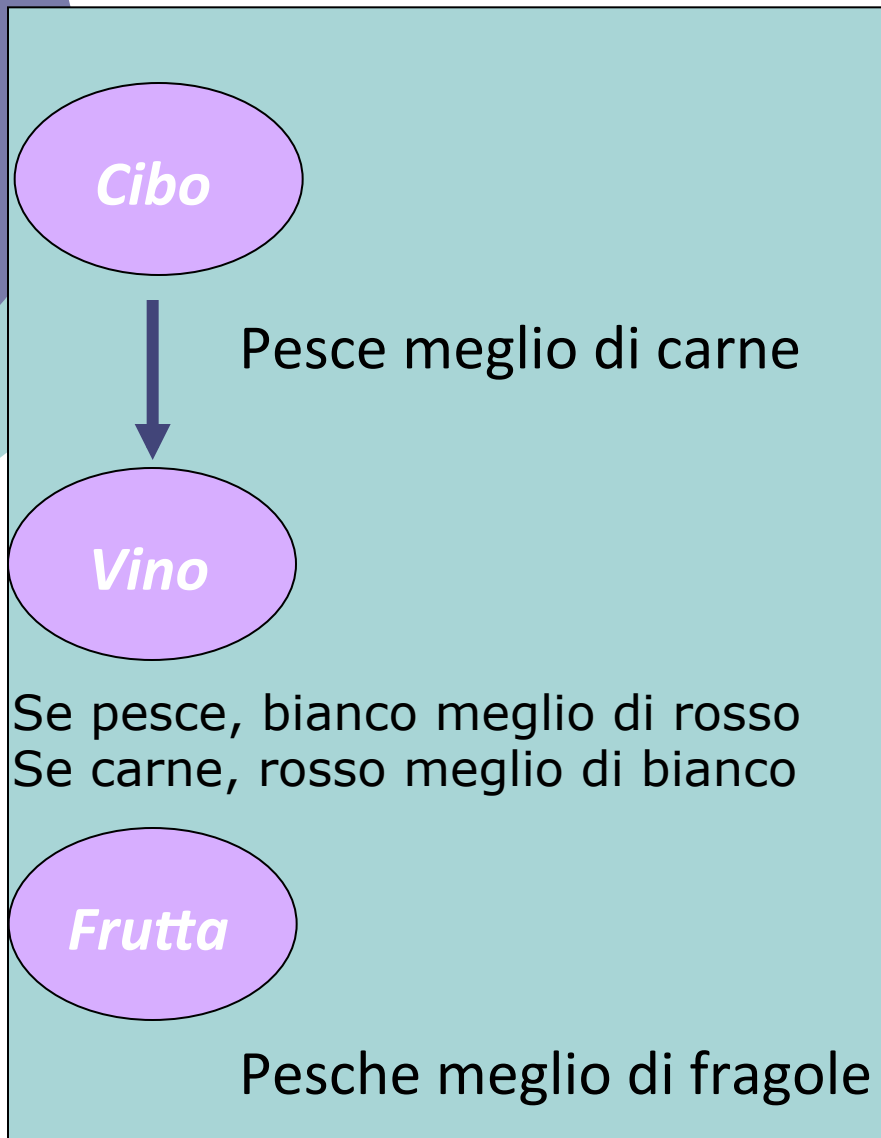 Cibo
Pesce meglio di carne
Vino
Se pesce, bianco meglio di rosso
Se carne, rosso meglio di bianco
Frutta
Pesche meglio di fragole